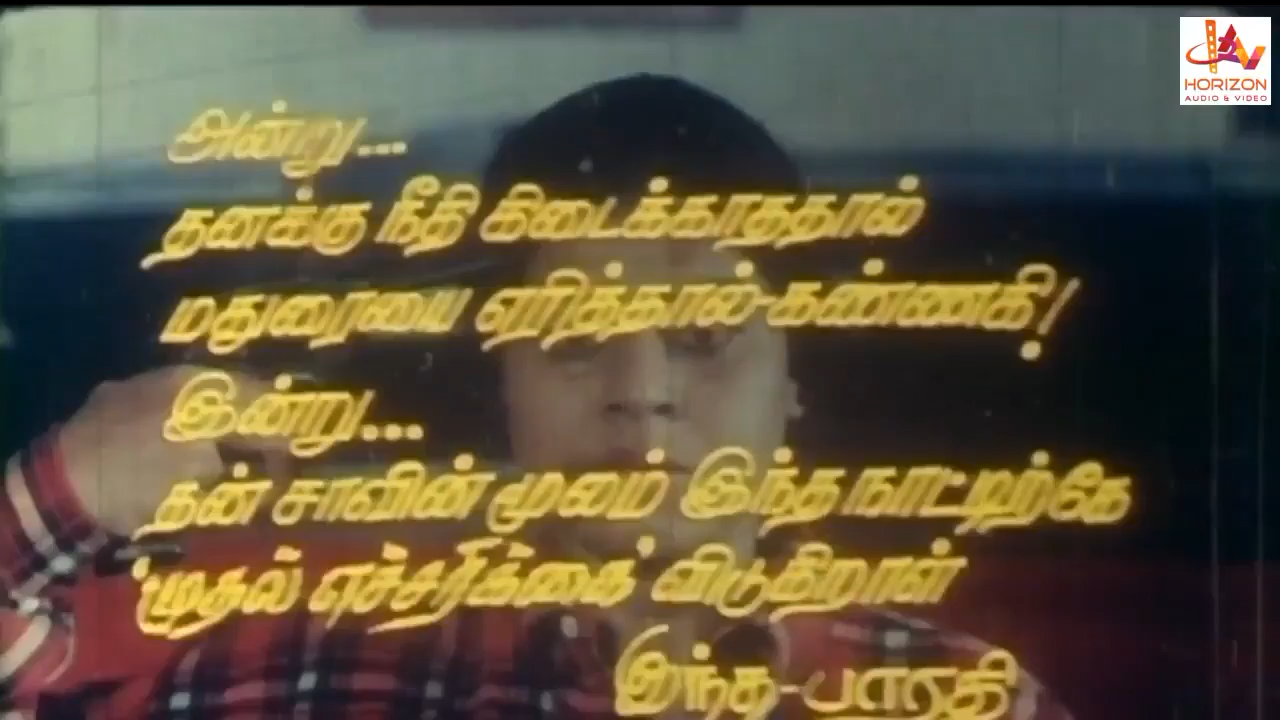 அன்று...
தனக்கு நீதி கிடைக்காததால்
மதுரையை எரித்தால்-கண்ணகி!
இன்று...
தன் சாவின் மூலம் இந்த நாட்டிற்கே
'முதல் எச்சரிக்கை' விடுகிறாள்
இந்த-பாரதி
HORIZON
AUDIO & VIDEO